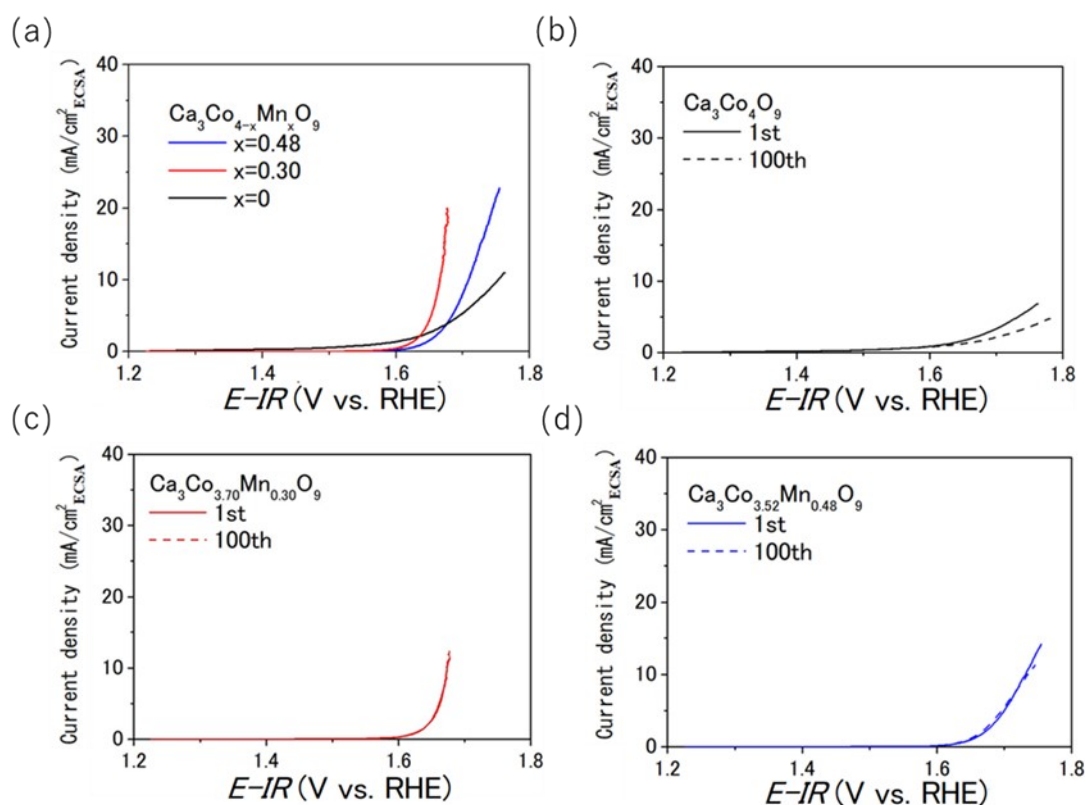 (a)
Current density (mA/cm²ECSA)
40
30
20
10
0
Ca₃Co₄₋ₓMnₓO₉
x=0.48
x=0.30
x=0
1.2 1.4 1.6 1.8
E-IR (V vs. RHE)
(b)
Current density (mA/cm²ECSA)
40
30
20
10
0
Ca₃Co₄O₉
1st
100th
1.2 1.4 1.6 1.8
E-IR (V vs. RHE)
(c)
Current density (mA/cm²ECSA)
40
30
20
10
0
Ca₃Co₃.₇₀Mn₀.₃₀O₉
1st
100th
1.2 1.4 1.6 1.8
E-IR (V vs. RHE)
(d)
Current density (mA/cm²ECSA)
40
30
20
10
0
Ca₃Co₃.₅₂Mn₀.₄₈O₉
1st
100th
1.2 1.4 1.6 1.8
E-IR (V vs. RHE)